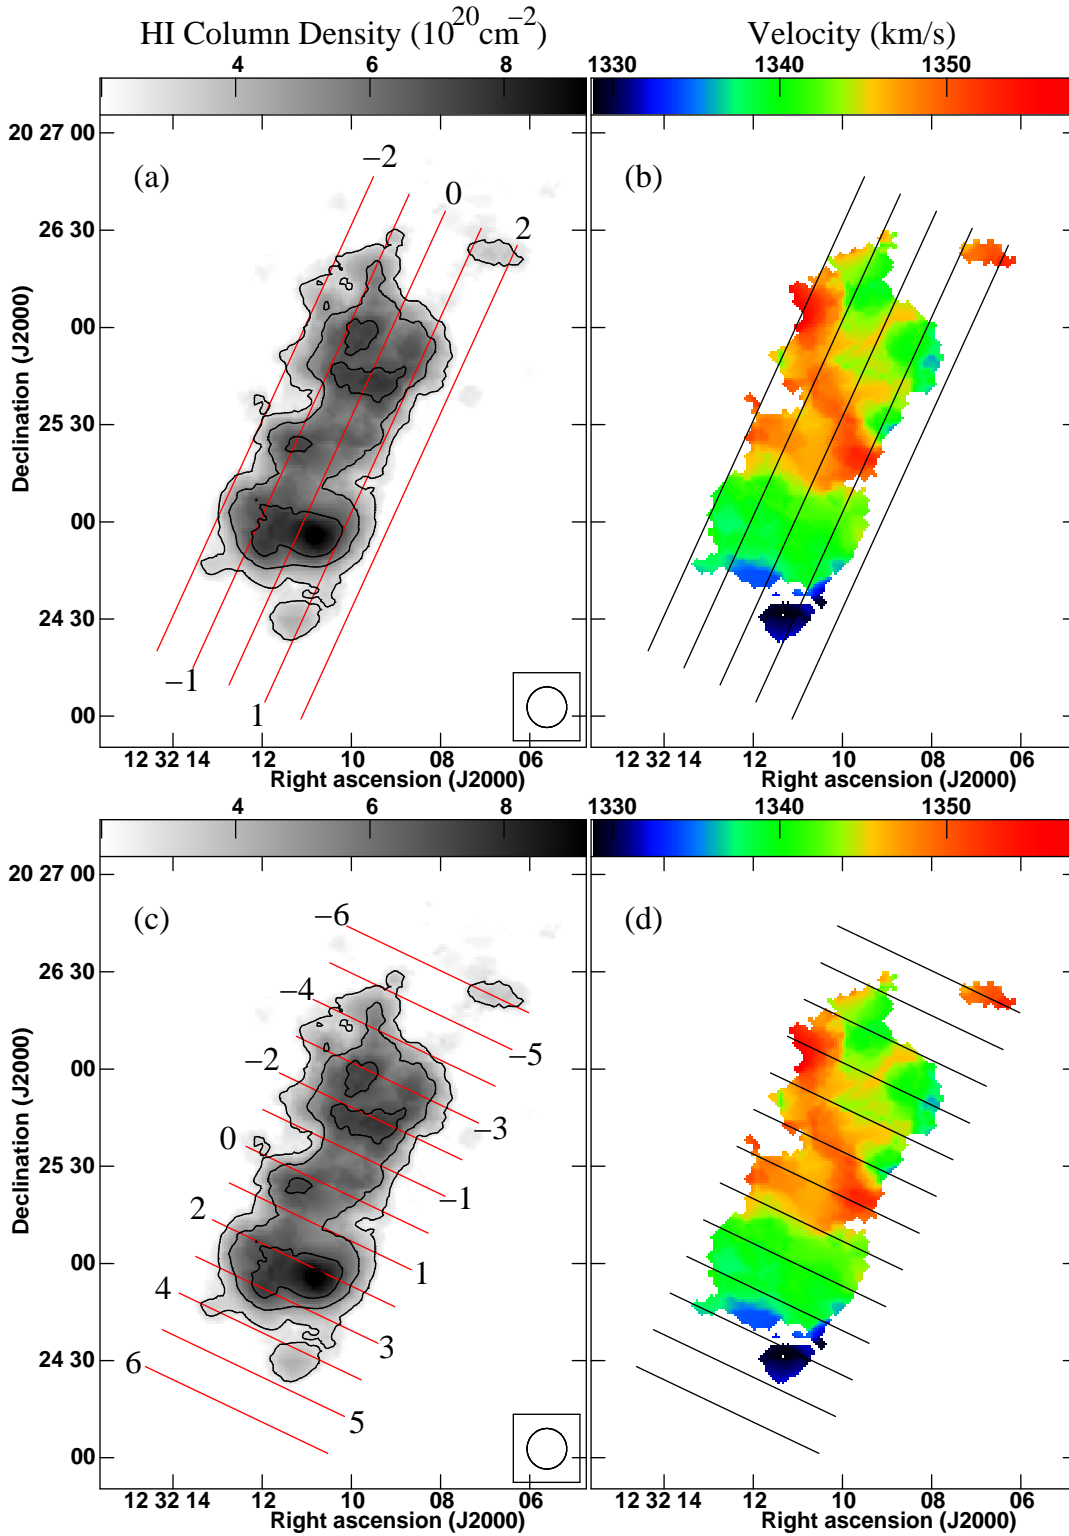 HI Column Density (10^20 cm^−2)
Velocity (km/s)
4 6 8
1330 1340 1350
20 27 00
26 30
00
25 30
00
24 30
00
Declination (J2000)
(a)
−2
0
2
−1
1
(b)
12 32 14 12 10 08 06
Right ascension (J2000)
12 32 14 12 10 08 06
Right ascension (J2000)
4 6 8
1330 1340 1350
20 27 00
26 30
00
25 30
00
24 30
00
Declination (J2000)
(c)
−6
−4
−5
−2
−3
0
−1
2
1
4
3
6
5
(d)
12 32 14 12 10 08 06
Right ascension (J2000)
12 32 14 12 10 08 06
Right ascension (J2000)